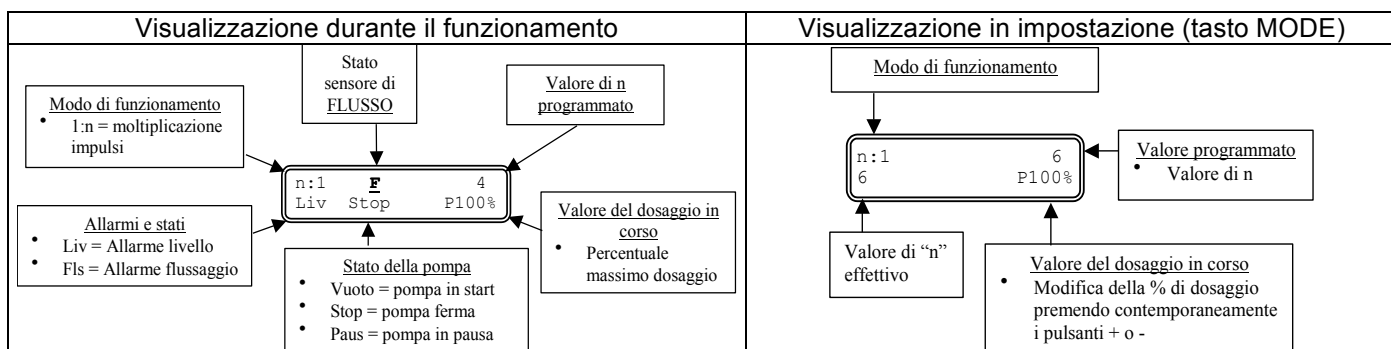 Visualizzazione durante il funzionamento
Stato
sensore di
FLUSSO
Modo di funzionamento
• 1:n = moltiplicazione
impulsi
Valore di n
programmato
n:1 F 4
Liv Stop P100%
Allarmi e stati
• Liv = Allarme livello
• Fls = Allarme flussaggio
Stato della pompa
• Vuoto = pompa in start
• Stop = pompa ferma
• Paus = pompa in pausa
Valore del dosaggio in
corso
• Percentuale
massimo dosaggio
Visualizzazione in impostazione (tasto MODE)
Modo di funzionamento
n:1 6
6 P100%
Valore programmato
• Valore di n
Valore di “n”
effettivo
Valore del dosaggio in corso
• Modifica della % di dosaggio
premendo contemporaneamente
i pulsanti + o -